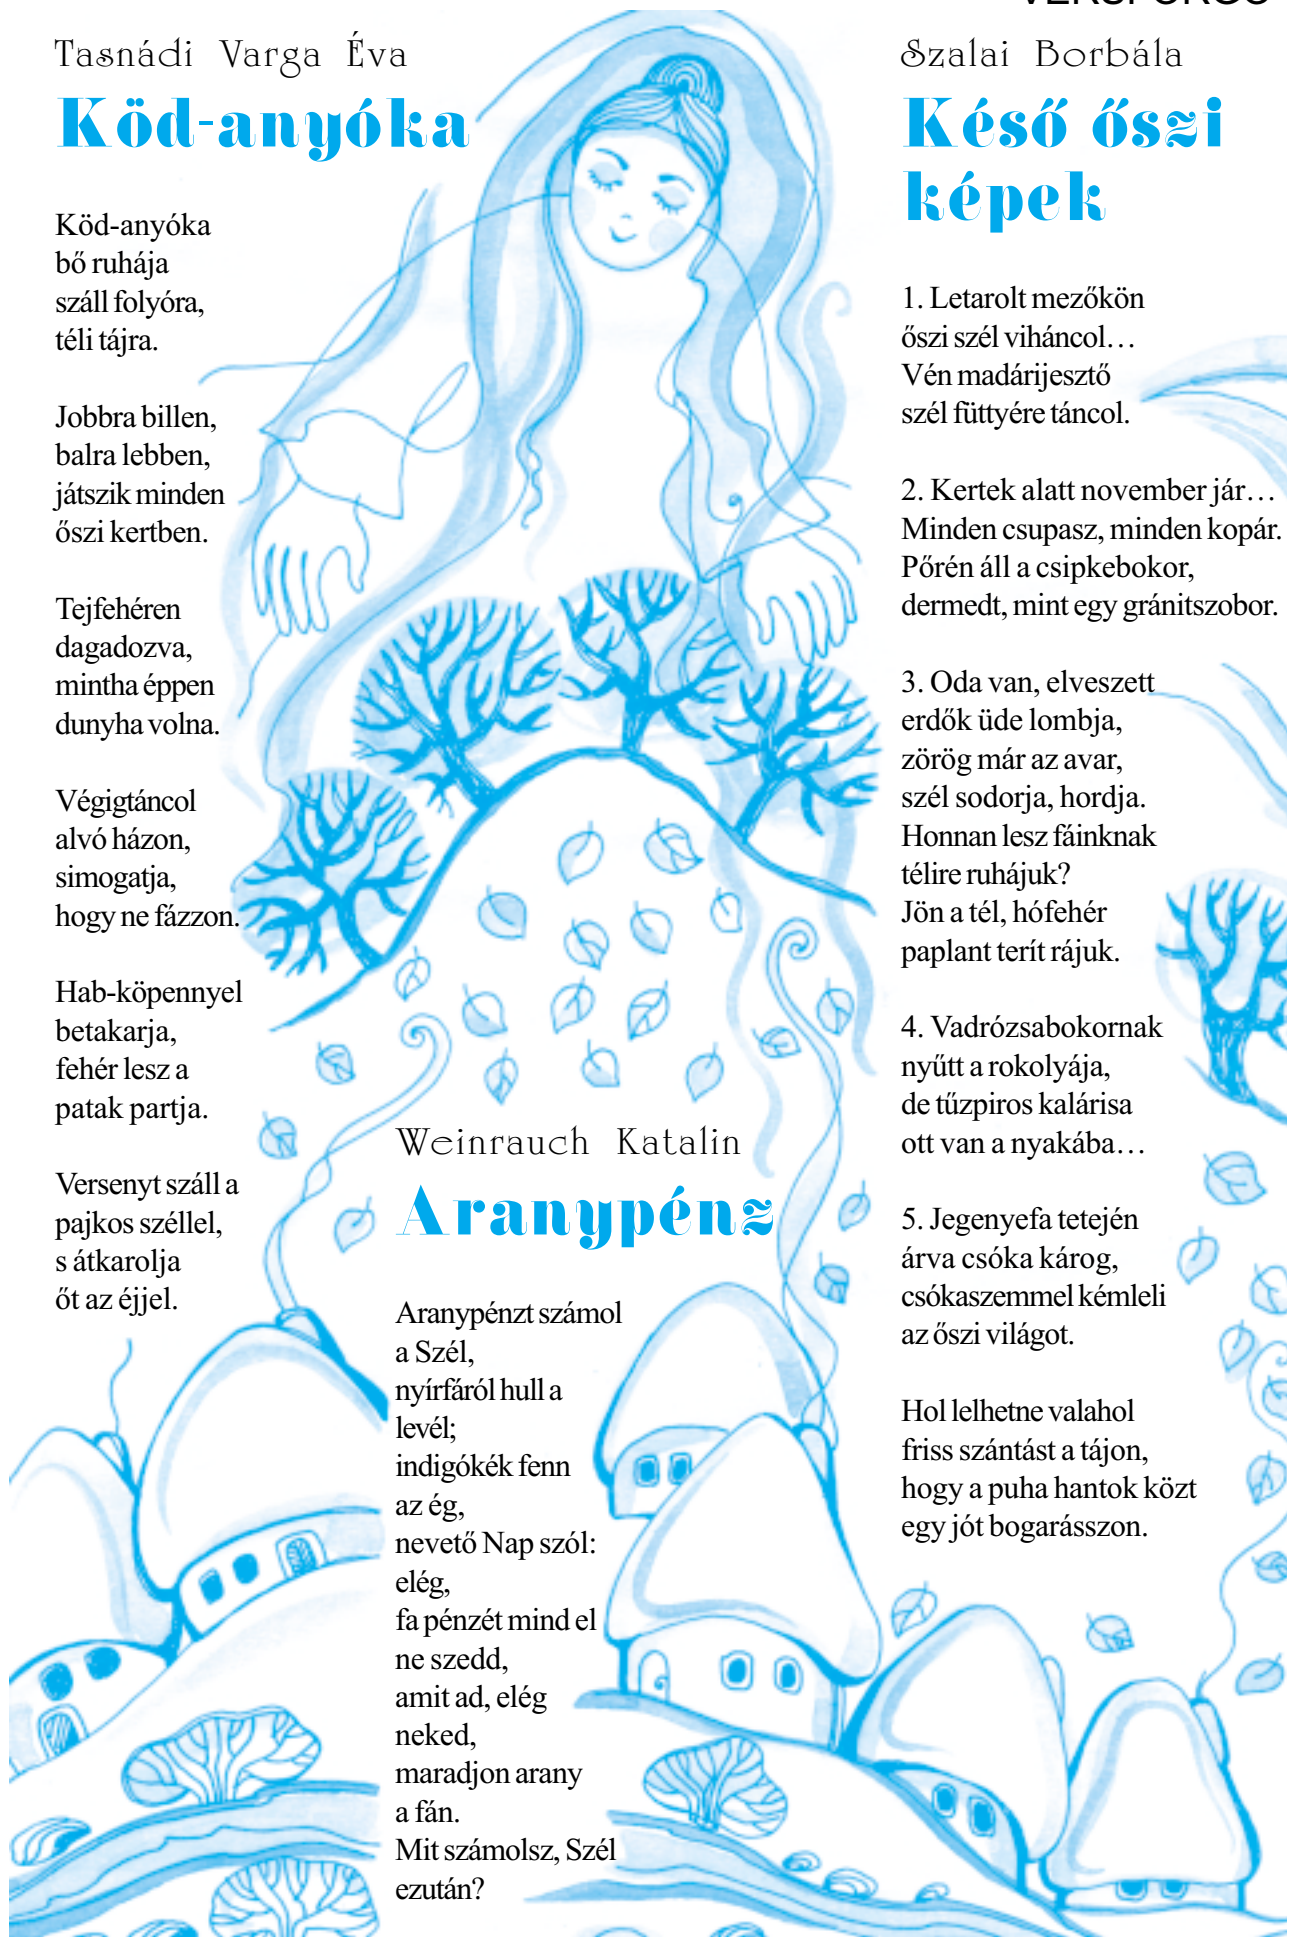 Tasnádi Varga Éva
Köd-anyóka
Köd-anyóka
bő ruhája
száll folyóra,
téli tájra.
Jobbra billen,
balra lebben,
játszik minden
őszi kertben.
Tejfehéren
dagadozva,
mintha éppen
dunyha volna.
Végigtáncol
alvó házon,
simogatja,
hogy ne fázzon.
Hab-köpennyel
betakarja,
fehér lesz a
patak partja.
Versenyt száll a
pajkos széllel,
s átkarolja
őt az éjjel.
Weinrauch Katalin
Aranypénz
Aranypénzt számol
a Szél,
nyírfáról hull a
levél;
indigókék fenn
az ég,
nevető Nap szól:
elég,
fa pénzét mind el
ne szedd,
amit ad, elég
neked,
maradjon arany
a fán.
Mit számolsz, Szél
ezután?
Szalai Borbála
Késő őszi
képek
1. Letarolt mezőkön
őszi szél viháncol…
Vén madárijesztő
szél füttyére táncol.
2. Kertek alatt november jár…
Minden csupasz, minden kopár.
Pőrén áll a csipkebokor,
dermedt, mint egy gránitszobor.
3. Oda van, elveszett
erdők üde lombja,
zörög már az avar,
szél sodorja, hordja.
Honnan lesz fáinknak
télire ruhájuk?
Jön a tél, hófehér
paplant terít rájuk.
4. Vadrózsabokornak
nyűtt a rokolyája,
de tűzpiros kalárisa
ott van a nyakába…
5. Jegenyefa tetején
árva csóka károg,
csókaszemmel kémleli
az őszi világot.
Hol lelhetne valahol
friss szántást a tájon,
hogy a puha hantok közt
egy jót bogarásszon.